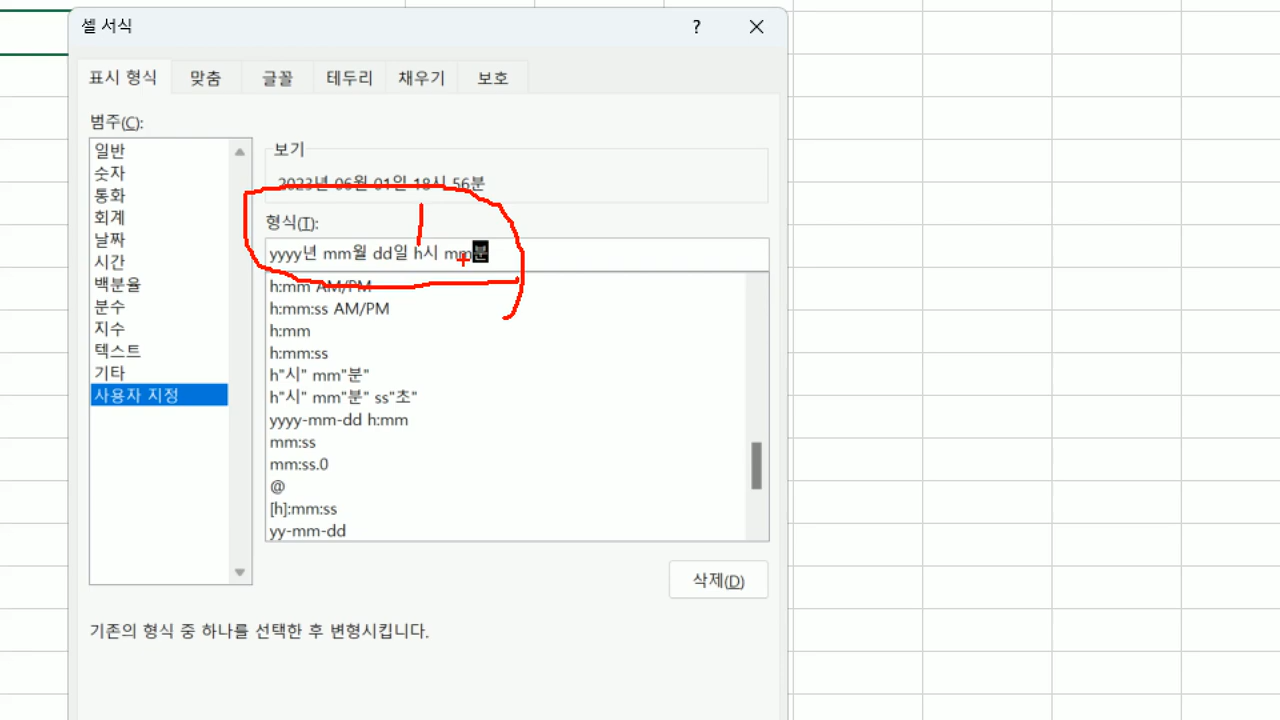 셀 서식
?
표시 형식 맞춤 글꼴 테두리 채우기 보호
범주(C):
일반
숫자
통화
회계
날짜
시간
백분율
분수
지수
텍스트
기타
사용자 지정
보기
2023년 06월 01일 18시 56분
형식(T):
yyyy년 mm월 dd일 h시 mm분
h:mm AM/PM
h:mm:ss AM/PM
h:mm
h:mm:ss
h"시" mm"분"
h"시" mm"분" ss"초"
yyyy-mm-dd h:mm
mm:ss
mm:ss.0
@
[h]:mm:ss
yy-mm-dd
삭제(D)
기존의 형식 중 하나를 선택한 후 변형시킵니다.